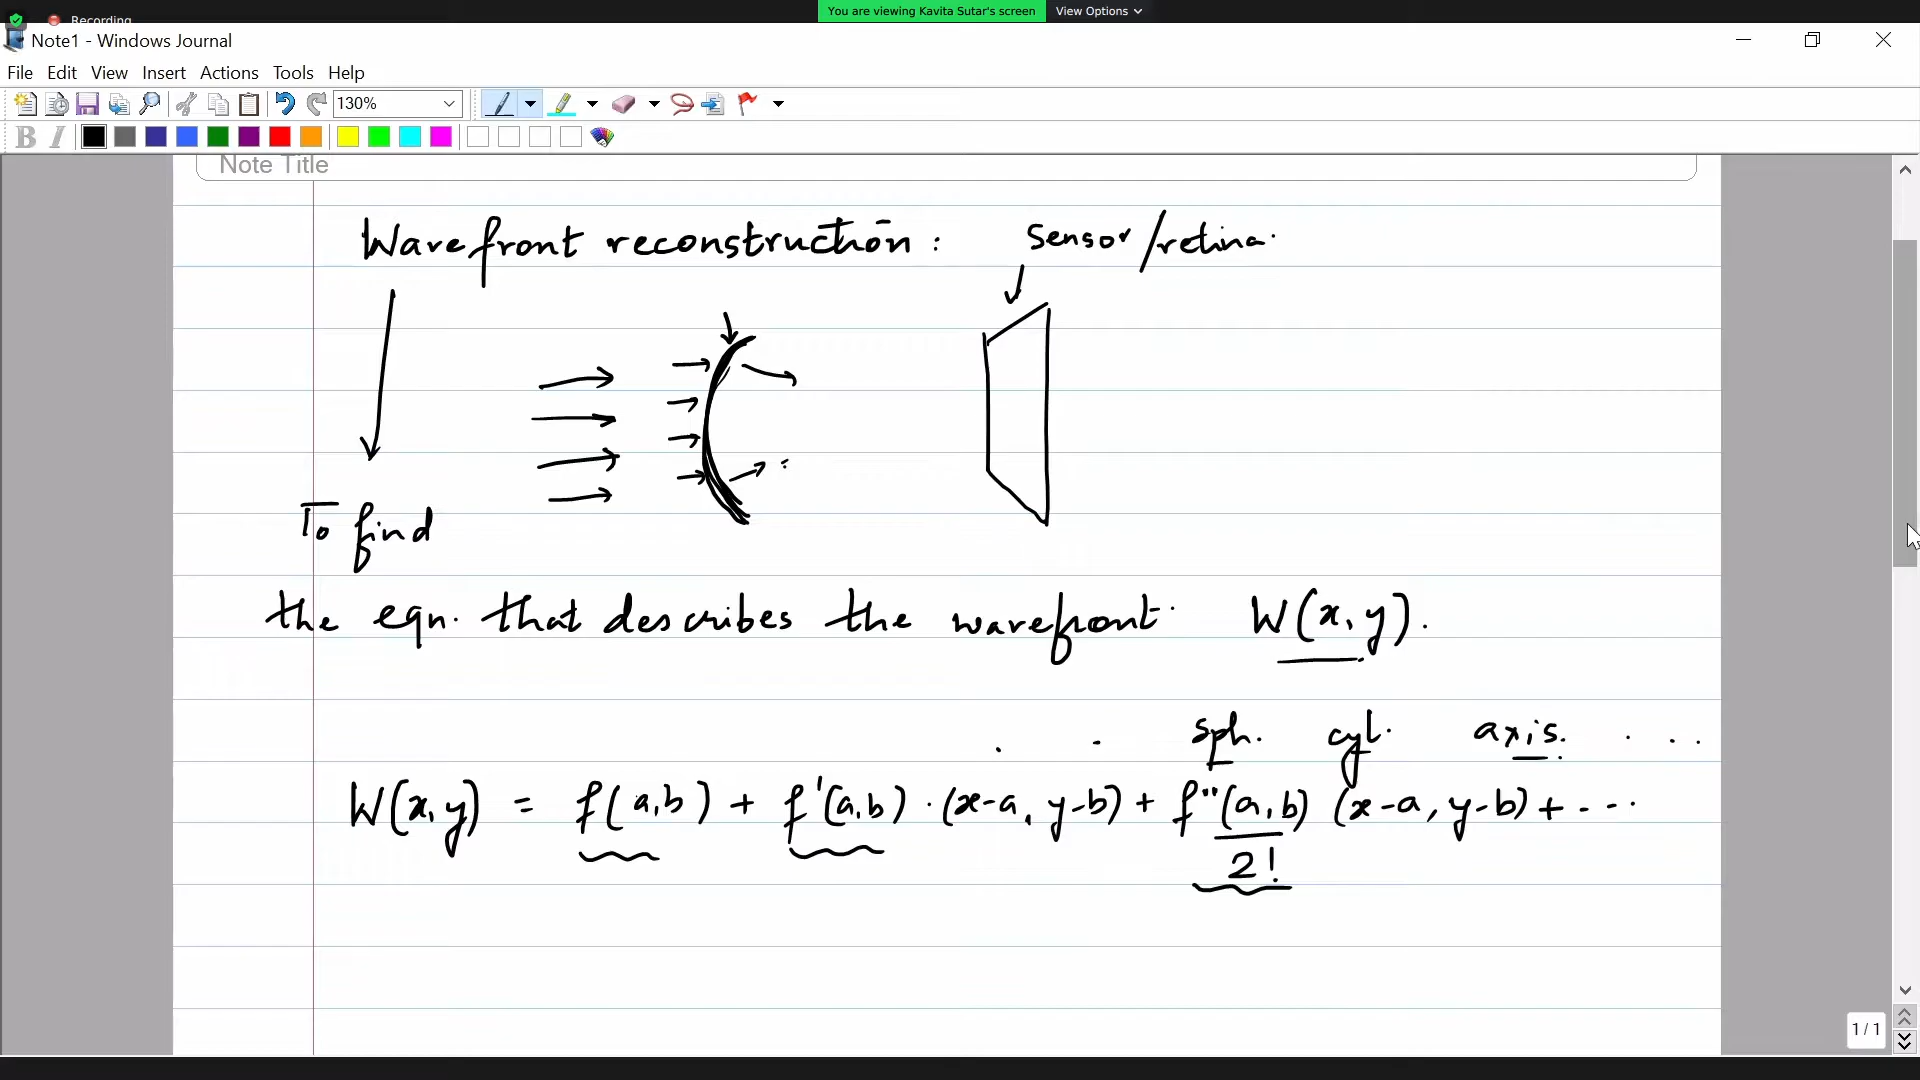 Recording
You are viewing Kavita Sutar's screen View Options
Note1 - Windows Journal
File Edit View Insert Actions Tools Help
130%
B I
Note Title
Wavefront reconstruction : Sensor/retina.
To find
the eqn. that describes the wavefront. W(x,y).
sph. cyl. axis. . . .
W(x,y) = f(a,b) + f'(a,b) · (x-a, y-b) + f''(a,b) (x-a, y-b) + ---
2!
1 / 1